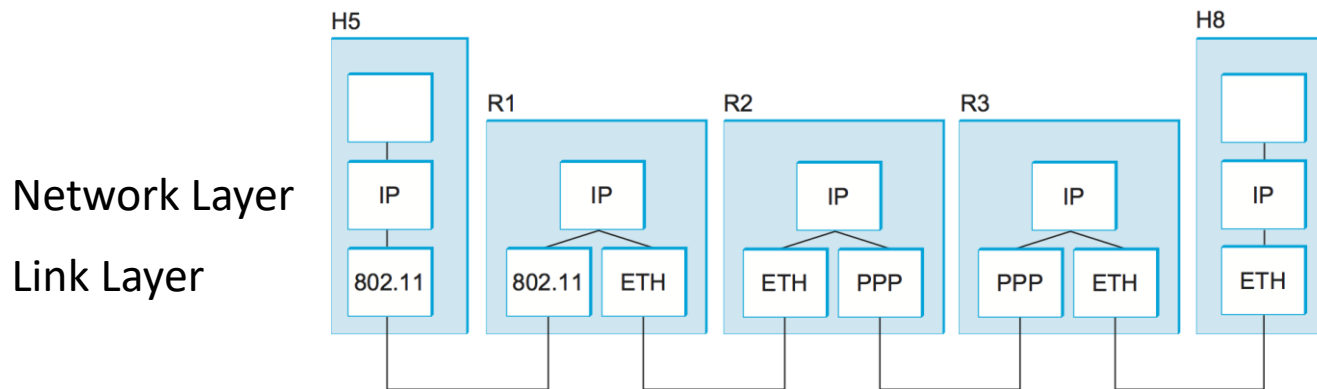 H5
H8
R1
R2
R3
Network Layer
IP
IP
IP
IP
IP
Link Layer
802.11
802.11
ETH
ETH
PPP
PPP
ETH
ETH